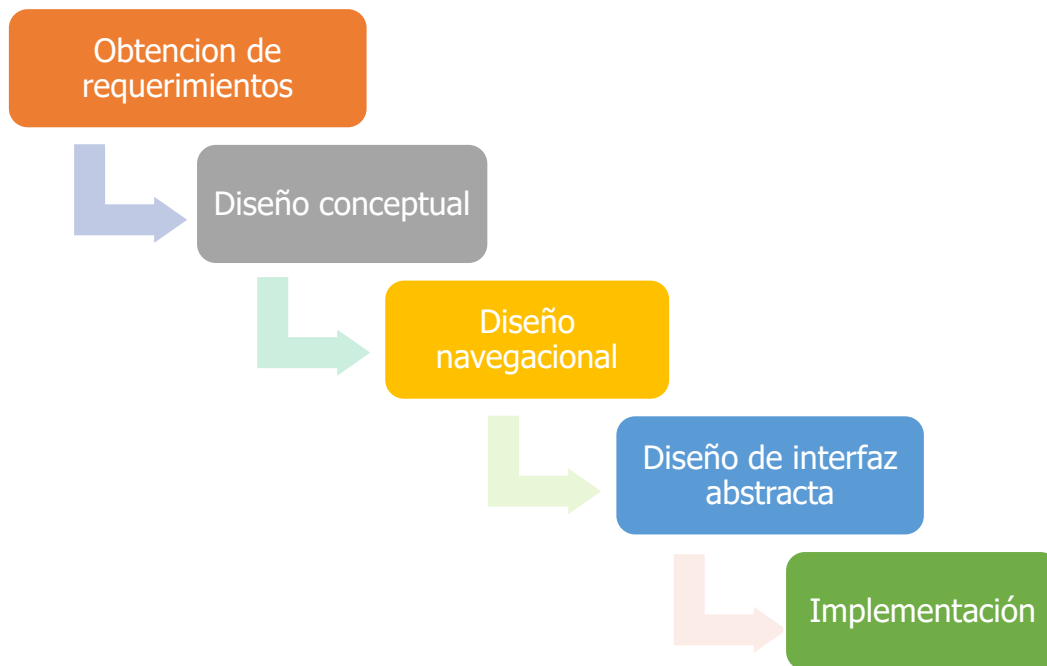 Obtencion de
requerimientos
Diseño conceptual
Diseño
navegacional
Diseño de interfaz
abstracta
Implementación